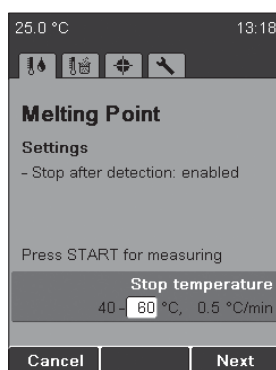 25.0 °C 13:18
Melting Point
Settings
- Stop after detection: enabled
Press START for measuring
Stop temperature
40 - 60 °C, 0.5 °C/min
Cancel Next